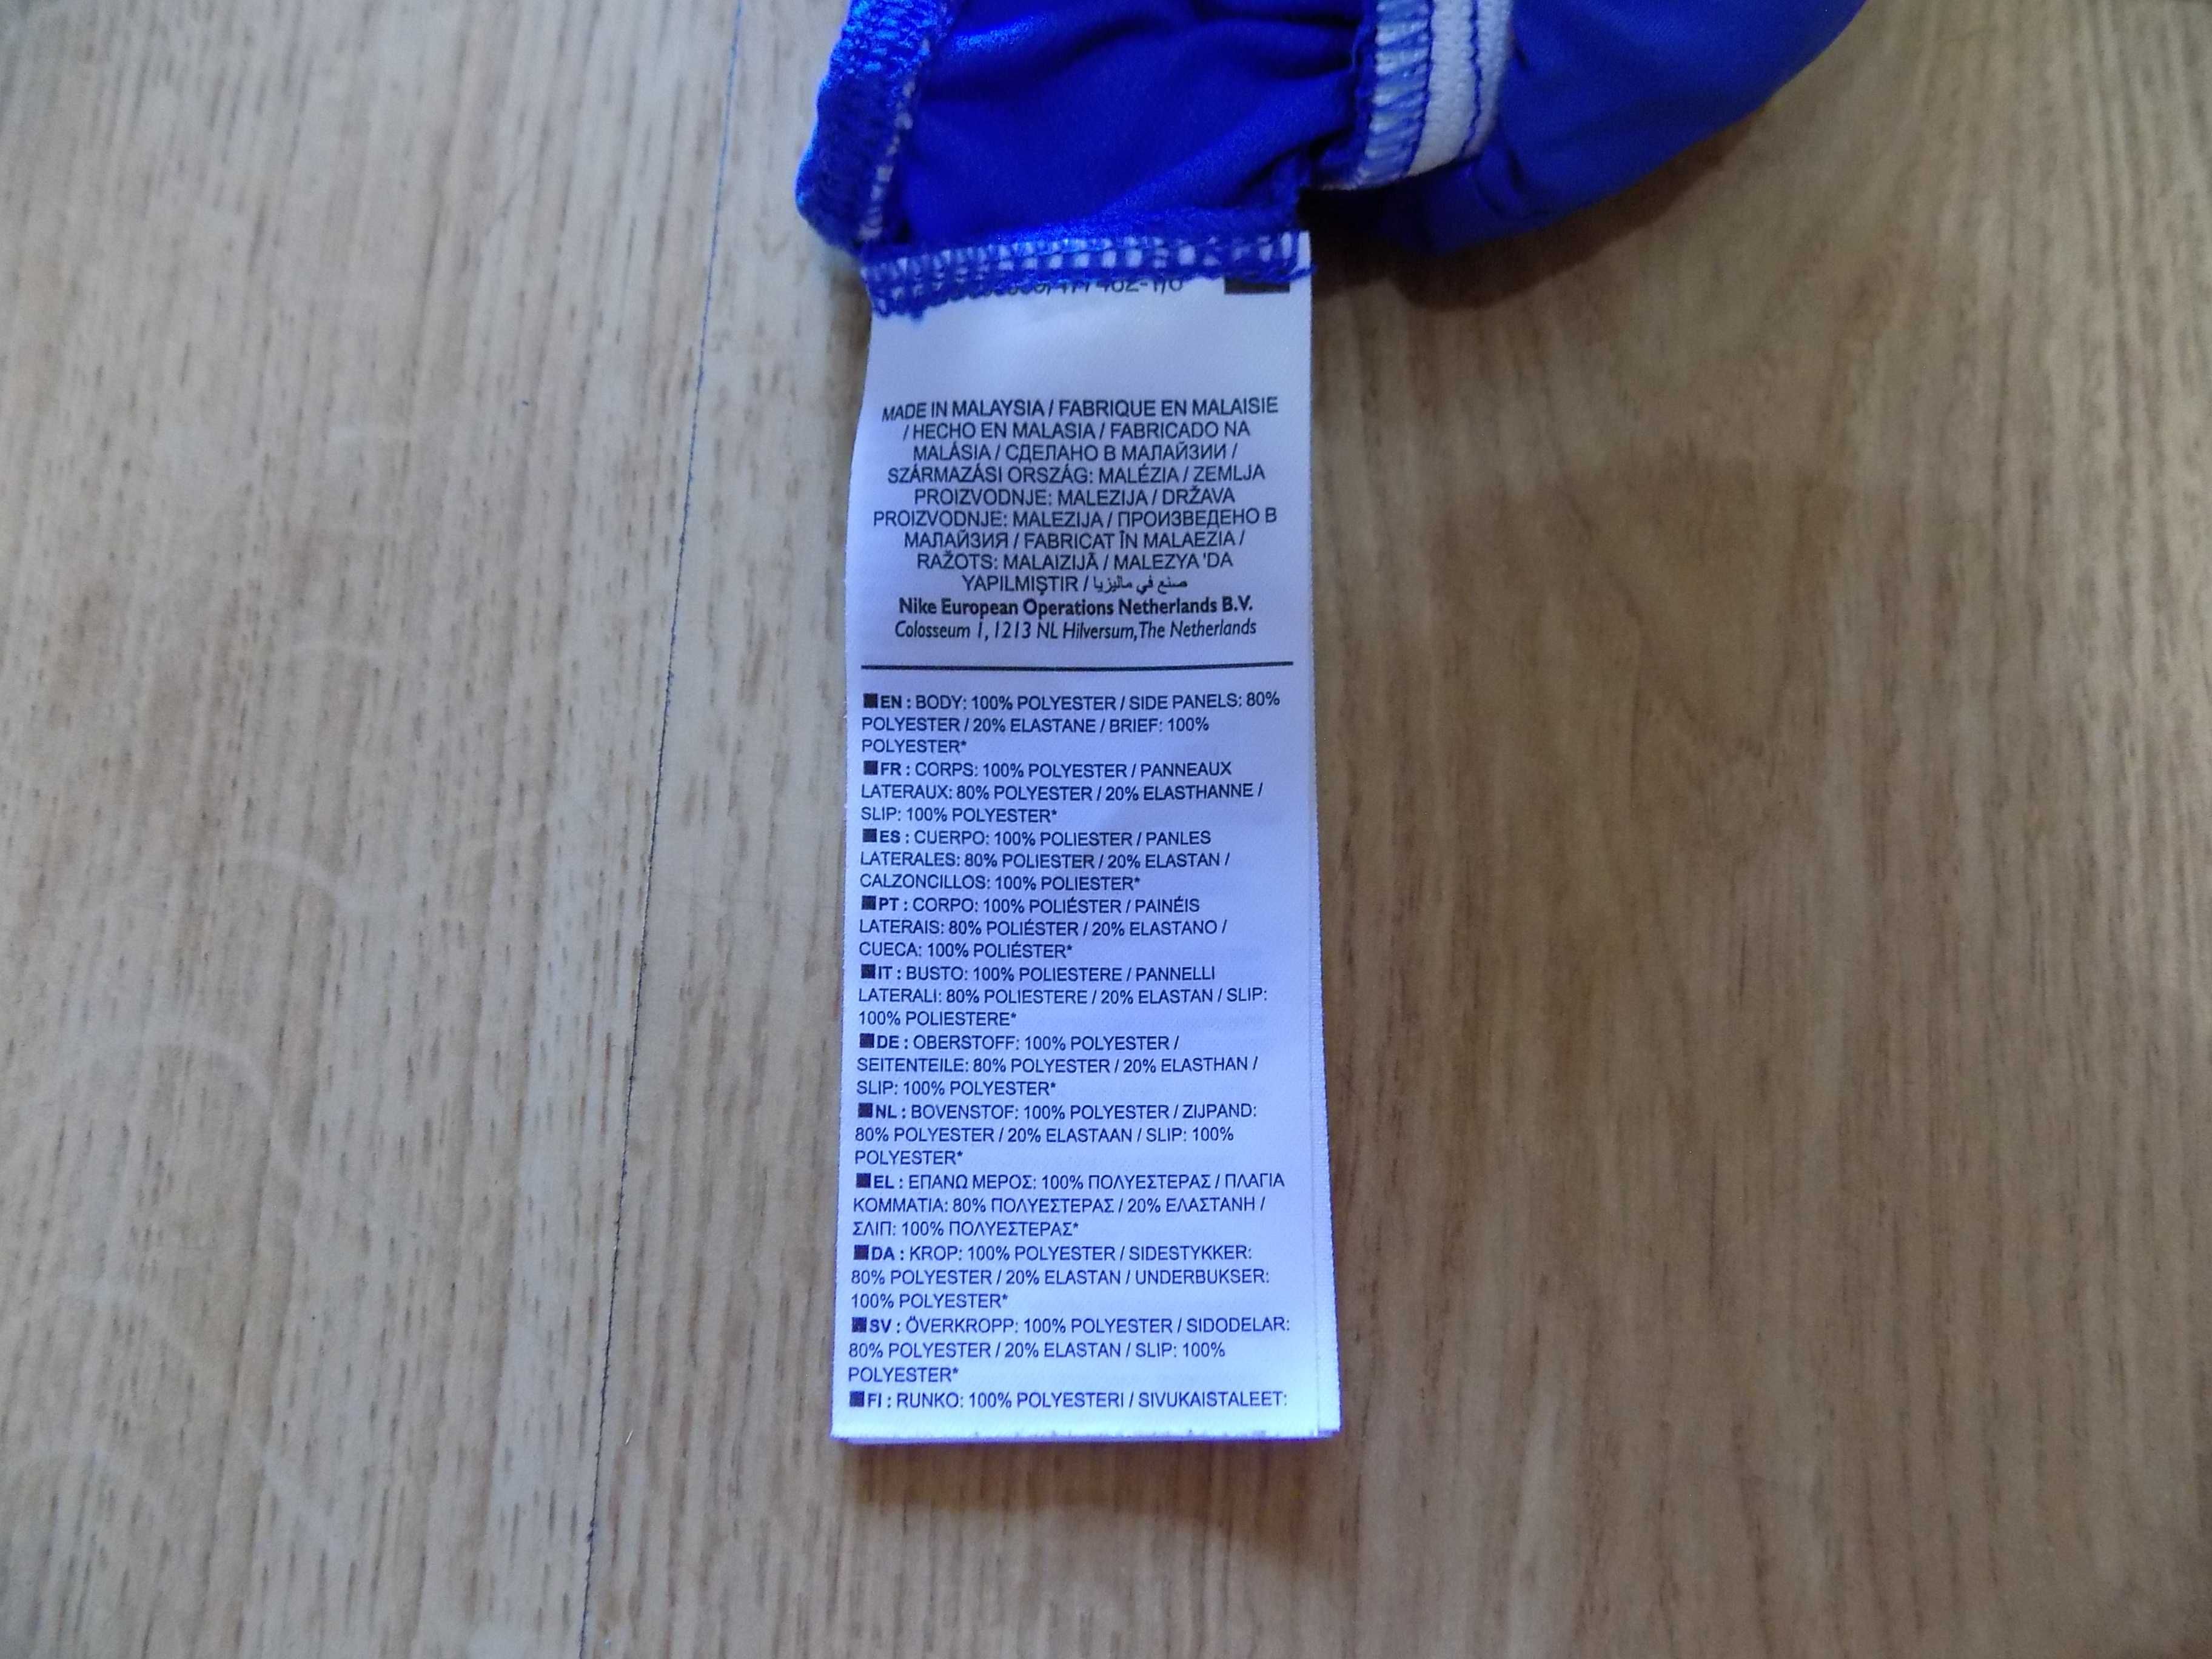 MADE IN MALAYSIA / FABRIQUE EN MALAISIE
/ HECHO EN MALASIA / FABRICADO NA
MALÁSIA / СДЕЛАНО В МАЛАЙЗИИ /
SZÁRMAZÁSI ORSZÁG: MALÉZIA / ZEMLJA
PROIZVODNJE: MALEZIJA / DRŽAVA
PROIZVODNJE: MALEZIJA / ПРОИЗВЕДЕНО В
МАЛАЙЗИЯ / FABRICAT ÎN MALAEZIA /
RAŽOTS: MALAIZIJĀ / MALEZYA 'DA
YAPILMIŞTIR / صنع في ماليزيا
Nike European Operations Netherlands B.V.
Colosseum 1, 1213 NL Hilversum, The Netherlands
EN : BODY: 100% POLYESTER / SIDE PANELS: 80%
POLYESTER / 20% ELASTANE / BRIEF: 100%
POLYESTER*
FR : CORPS: 100% POLYESTER / PANNEAUX
LATERAUX: 80% POLYESTER / 20% ELASTHANNE /
SLIP: 100% POLYESTER*
ES : CUERPO: 100% POLIESTER / PANLES
LATERALES: 80% POLIESTER / 20% ELASTAN /
CALZONCILLOS: 100% POLIESTER*
PT : CORPO: 100% POLIÉSTER / PAINÉIS
LATERAIS: 80% POLIÉSTER / 20% ELASTANO /
CUECA: 100% POLIÉSTER*
IT : BUSTO: 100% POLIESTERE / PANNELLI
LATERALI: 80% POLIESTERE / 20% ELASTAN / SLIP:
100% POLIESTERE*
DE : OBERSTOFF: 100% POLYESTER /
SEITENTEILE: 80% POLYESTER / 20% ELASTHAN /
SLIP: 100% POLYESTER*
NL : BOVENSTOF: 100% POLYESTER / ZIJPAND:
80% POLYESTER / 20% ELASTAAN / SLIP: 100%
POLYESTER*
EL : ΕΠΑΝΩ ΜΕΡΟΣ: 100% ΠΟΛΥΕΣΤΕΡΑΣ / ΠΛΑΓΙΑ
ΚΟΜΜΑΤΙΑ: 80% ΠΟΛΥΕΣΤΕΡΑΣ / 20% ΕΛΑΣΤΑΝΗ /
ΣΛΙΠ: 100% ΠΟΛΥΕΣΤΕΡΑΣ*
DA : KROP: 100% POLYESTER / SIDESTYKKER:
80% POLYESTER / 20% ELASTAN / UNDERBUKSER:
100% POLYESTER*
SV : ÖVERKROPP: 100% POLYESTER / SIDODELAR:
80% POLYESTER / 20% ELASTAN / SLIP: 100%
POLYESTER*
FI : RUNKO: 100% POLYESTERI / SIVUKAISTALEET: